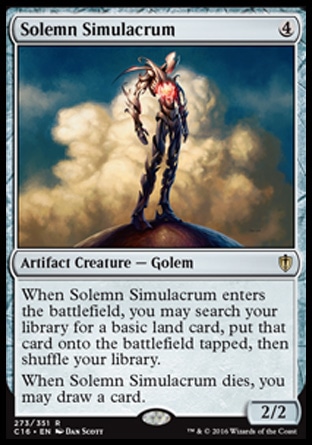 Solemn Simulacrum 4
Artifact Creature — Golem
When Solemn Simulacrum enters
the battlefield, you may search your
library for a basic land card, put that
card onto the battlefield tapped, then
shuffle your library.
When Solemn Simulacrum dies, you
may draw a card.
2/2
273/351 R
C16 • EN Dan Scott
™ & © 2016 Wizards of the Coast